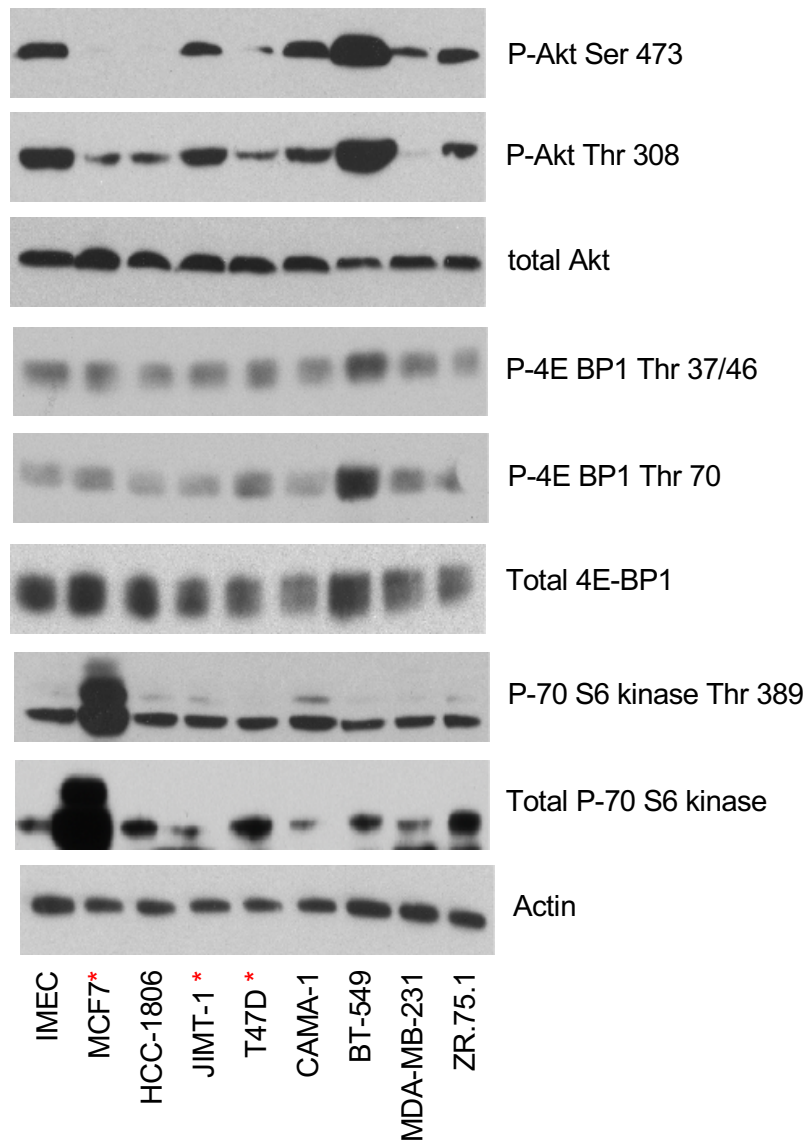 P-Akt Ser 473
P-Akt Thr 308
total Akt
P-4E BP1 Thr 37/46
P-4E BP1 Thr 70
Total 4E-BP1
P-70 S6 kinase Thr 389
Total P-70 S6 kinase
Actin
IMEC
MCF7*
HCC-1806
JIMT-1 *
T47D *
CAMA-1
BT-549
MDA-MB-231
ZR.75.1